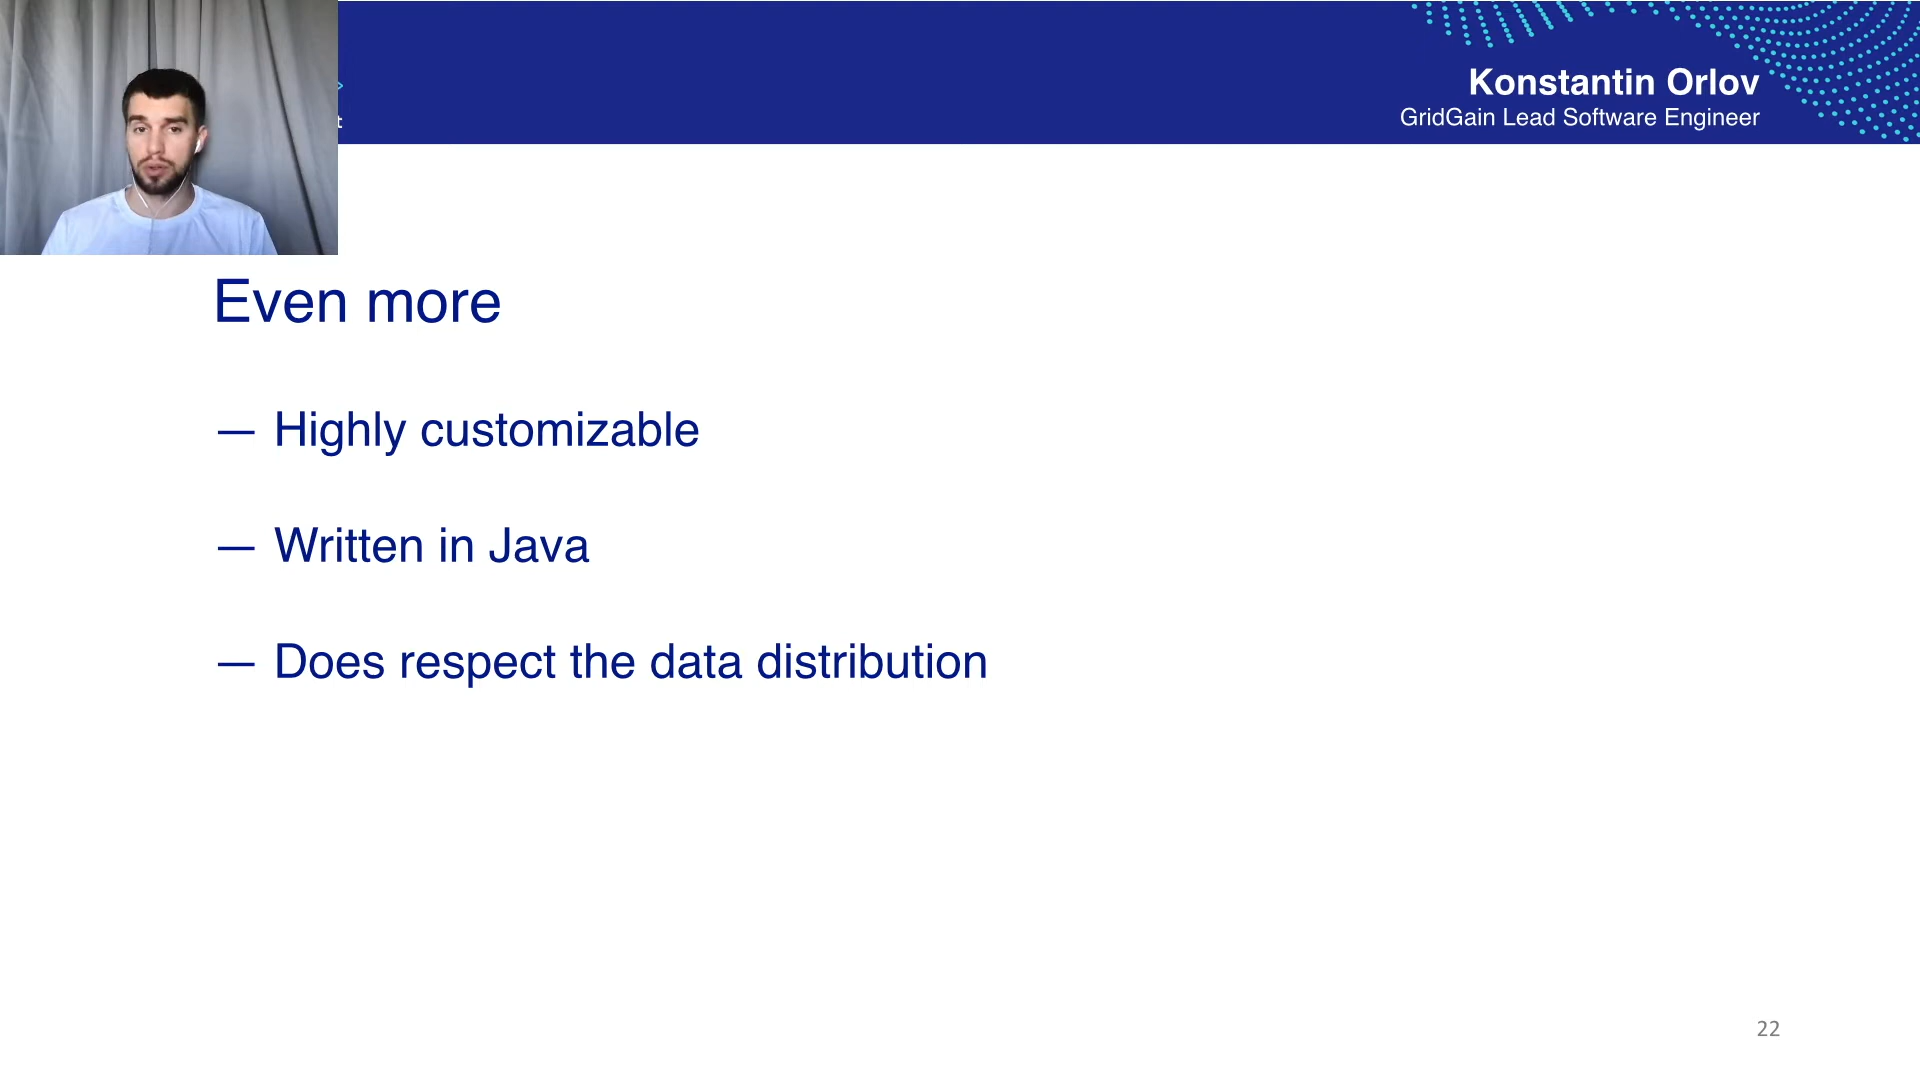 Konstantin Orlov
GridGain Lead Software Engineer
Even more
— Highly customizable
— Written in Java
— Does respect the data distribution
22